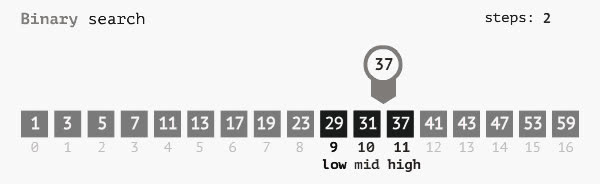 Binary search
steps: 2
37
1 3 5 7 11 13 17 19 23 29 31 37 41 43 47 53 59
0 1 2 3 4 5 6 7 8 9 10 11 12 13 14 15 16
low mid high